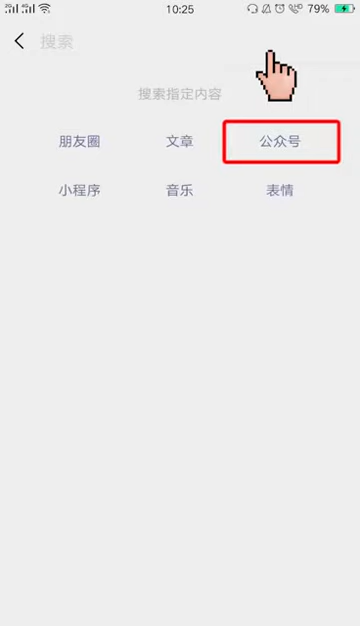 10:25 79%
搜索
搜索指定内容
朋友圈 文章 公众号
小程序 音乐 表情